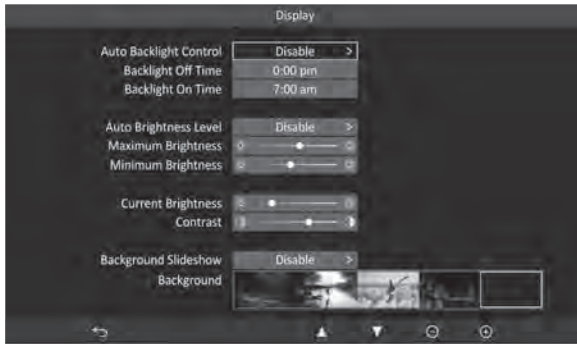 Display
Auto Backlight Control Disable >
Backlight Off Time 0:00 pm
Backlight On Time 7:00 am
Auto Brightness Level Disable >
Maximum Brightness
Minimum Brightness
Current Brightness
Contrast
Background Slideshow Disable >
Background